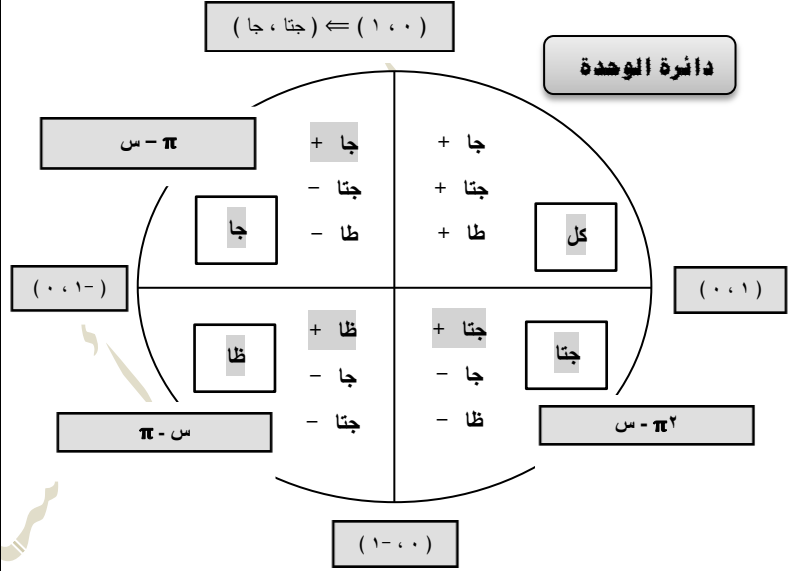 ( ٠ ، ١ ) ⇐ ( جتا ، جا )
دائرة الوحدة
جا +
جتا +
طا +
كل
π – س
جا +
جتا –
طا –
جا
( ١ ، ٠ )
( –١ ، ٠ )
جتا +
جا –
ظا –
جتا
ظا +
جا –
جتا –
ظا
٢π - س
س - π
( ٠ ، –١ )